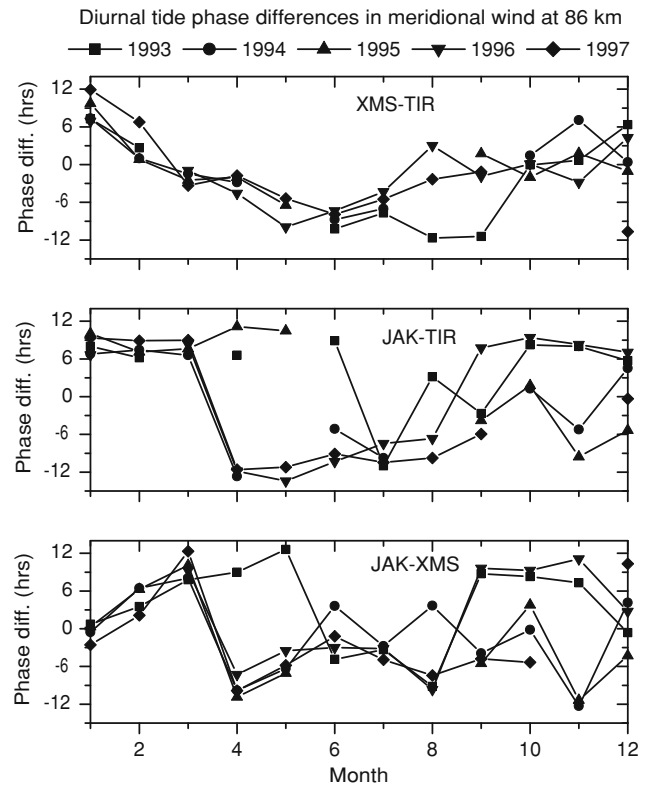 Diurnal tide phase differences in meridional wind at 86 km
1993 1994 1995 1996 1997
XMS-TIR
Phase diff. (hrs)
12
6
0
-6
-12
JAK-TIR
Phase diff. (hrs)
12
6
0
-6
-12
JAK-XMS
Phase diff. (hrs)
12
6
0
-6
-12
2 4 6 8 10 12
Month